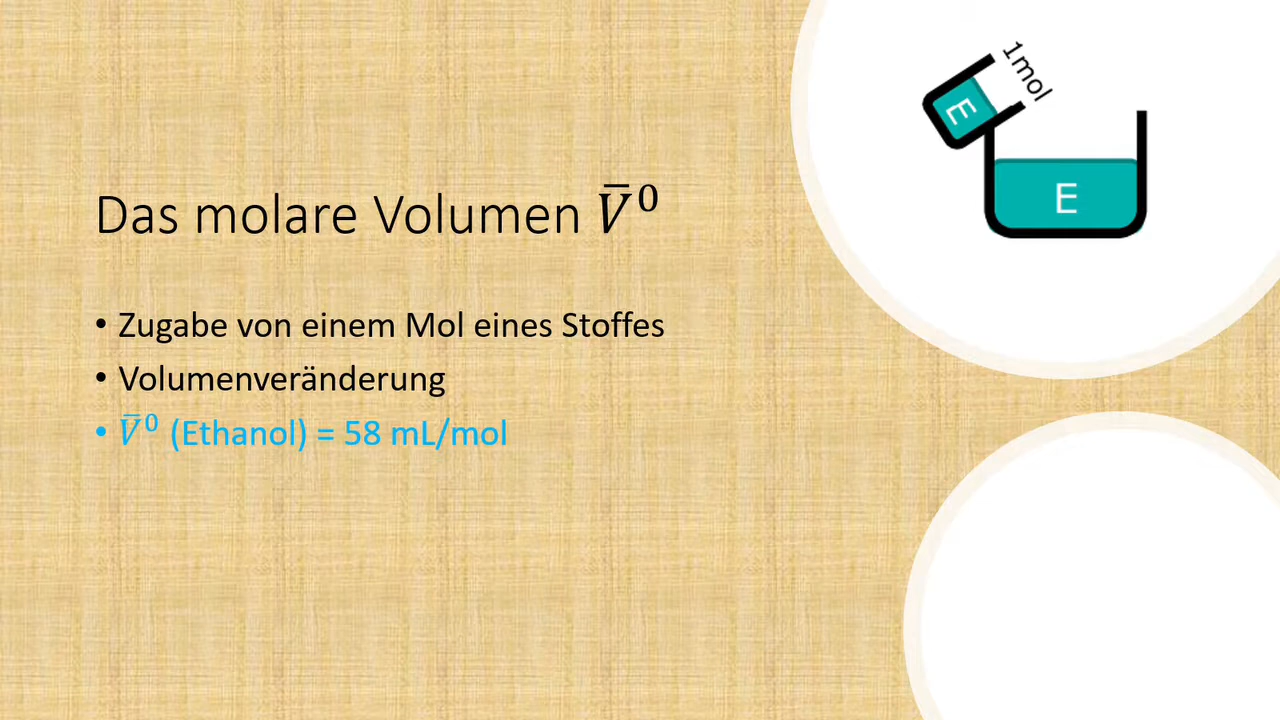 Das molare Volumen V̅⁰
• Zugabe von einem Mol eines Stoffes
• Volumenveränderung
• V̅⁰ (Ethanol) = 58 mL/mol
1mol
E
E